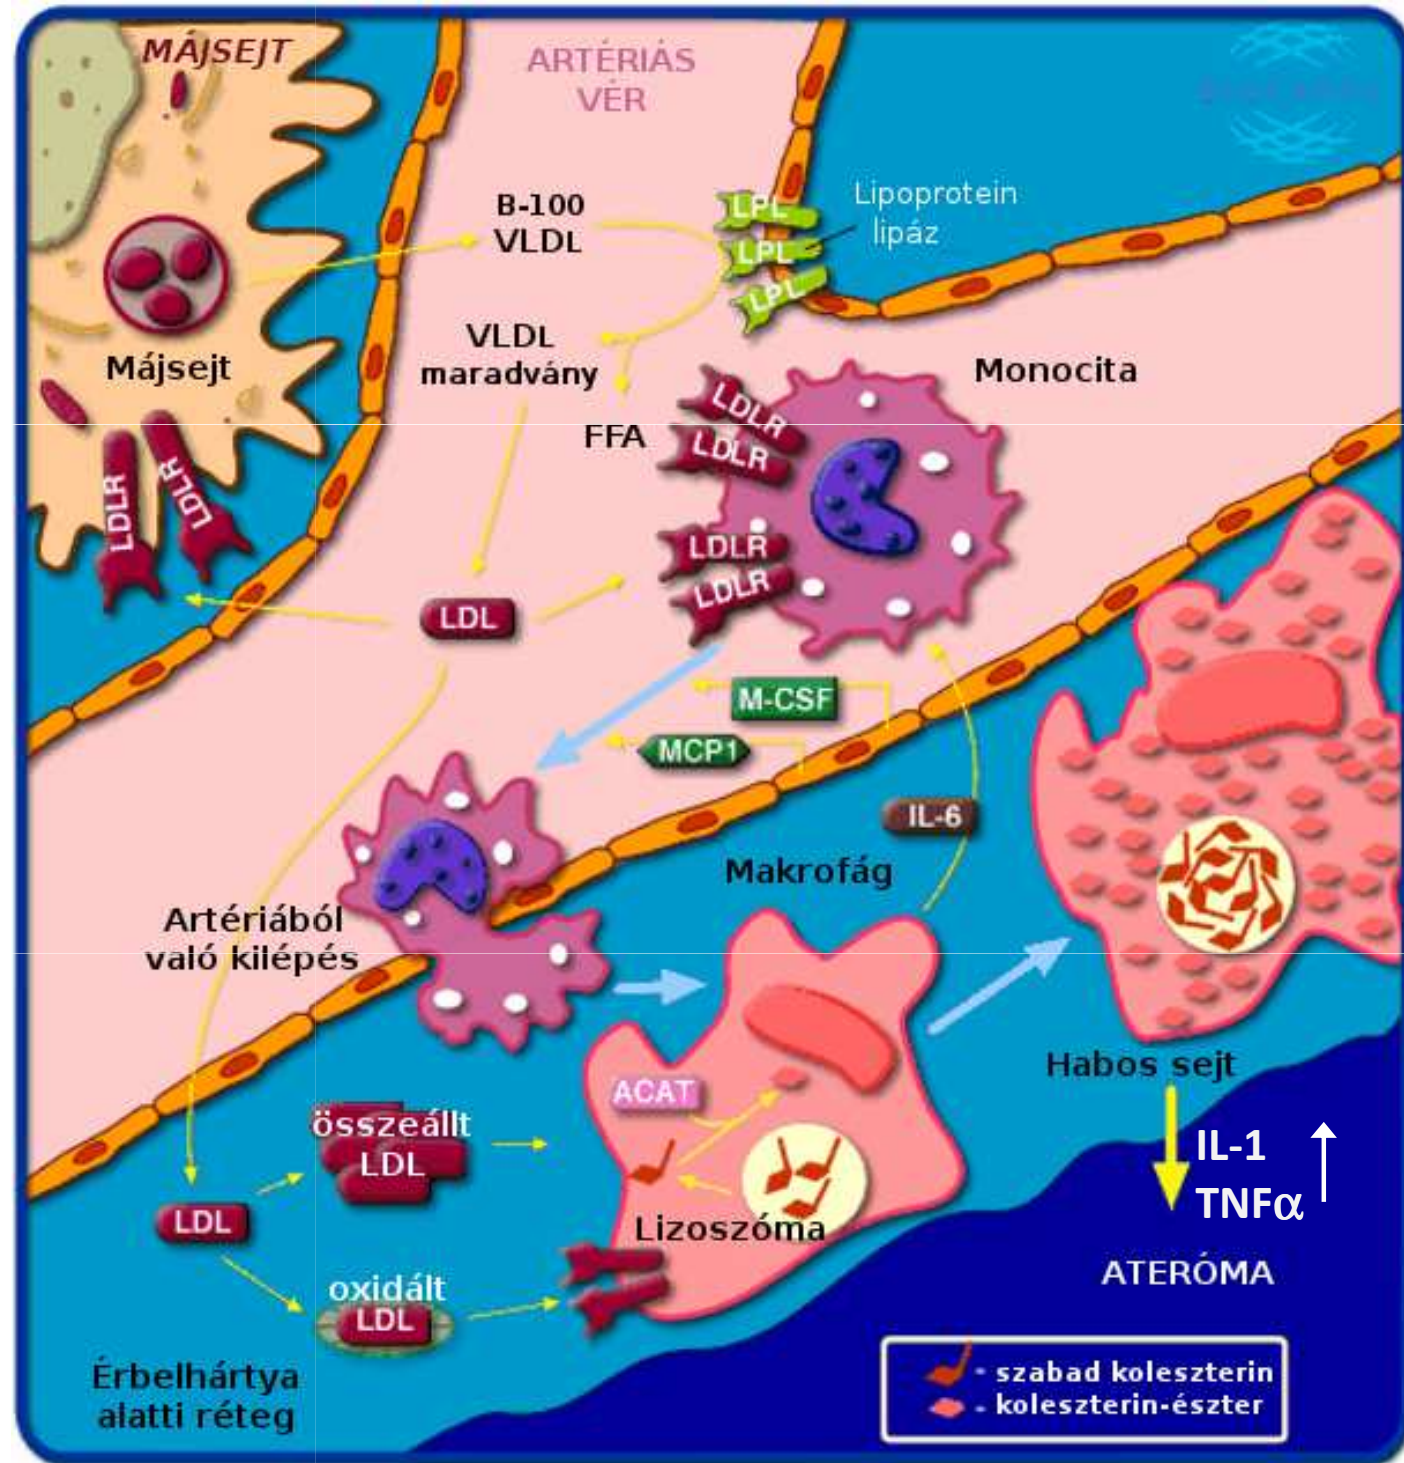 MÁJSEJT
ARTÉRIÁS
VÉR
B-100
VLDL
LPL
LPL
LPL
Lipoprotein
lipáz
VLDL
maradvány
FFA
Májsejt
LDLR
LDLR
Monocita
LDLR
LDLR
LDLR
LDLR
LDL
M-CSF
MCP1
IL-6
Makrofág
Artériából
való kilépés
ACAT
Habos sejt
összeállt
LDL
LDL
Lizoszóma
oxidált
LDL
IL-1
TNFα
ATERÓMA
Érbelhártya
alatti réteg
- szabad koleszterin
- koleszterin-észter